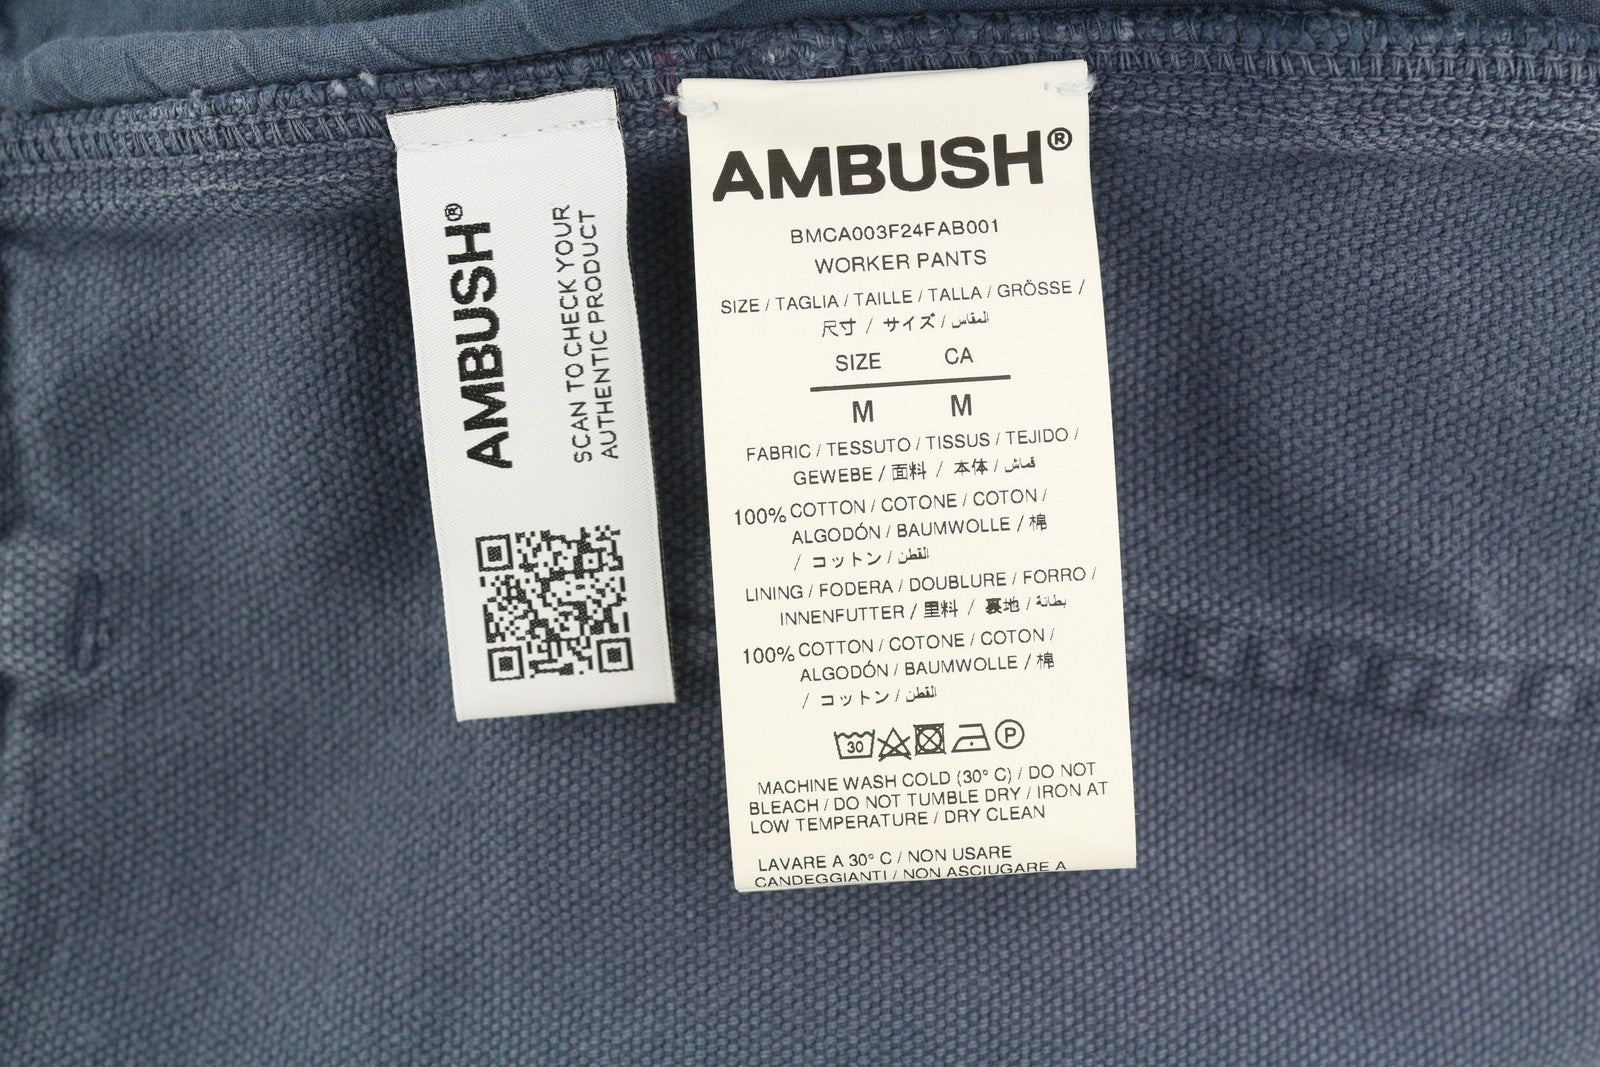 AMBUSH®
SCAN TO CHECK YOUR
AUTHENTIC PRODUCT
AMBUSH®
BMCA003F24FAB001
WORKER PANTS
SIZE / TAGLIA / TAILLE / TALLA / GRÖSSE /
尺寸 / サイズ / المقاس
SIZE CA
M M
FABRIC / TESSUTO / TISSUS / TEJIDO /
GEWEBE / 面料 / 本体 / قماش
100% COTTON / COTONE / COTON /
ALGODÓN / BAUMWOLLE / 棉
/ コットン / القطن
LINING / FODERA / DOUBLURE / FORRO /
INNENFUTTER / 里料 / 裏地 / بطانة
100% COTTON / COTONE / COTON /
ALGODÓN / BAUMWOLLE / 棉
/ コットン / القطن
30 P
MACHINE WASH COLD (30° C) / DO NOT
BLEACH / DO NOT TUMBLE DRY / IRON AT
LOW TEMPERATURE / DRY CLEAN
LAVARE A 30° C / NON USARE
CANDEGGIANTI / NON ASCIUGARE A